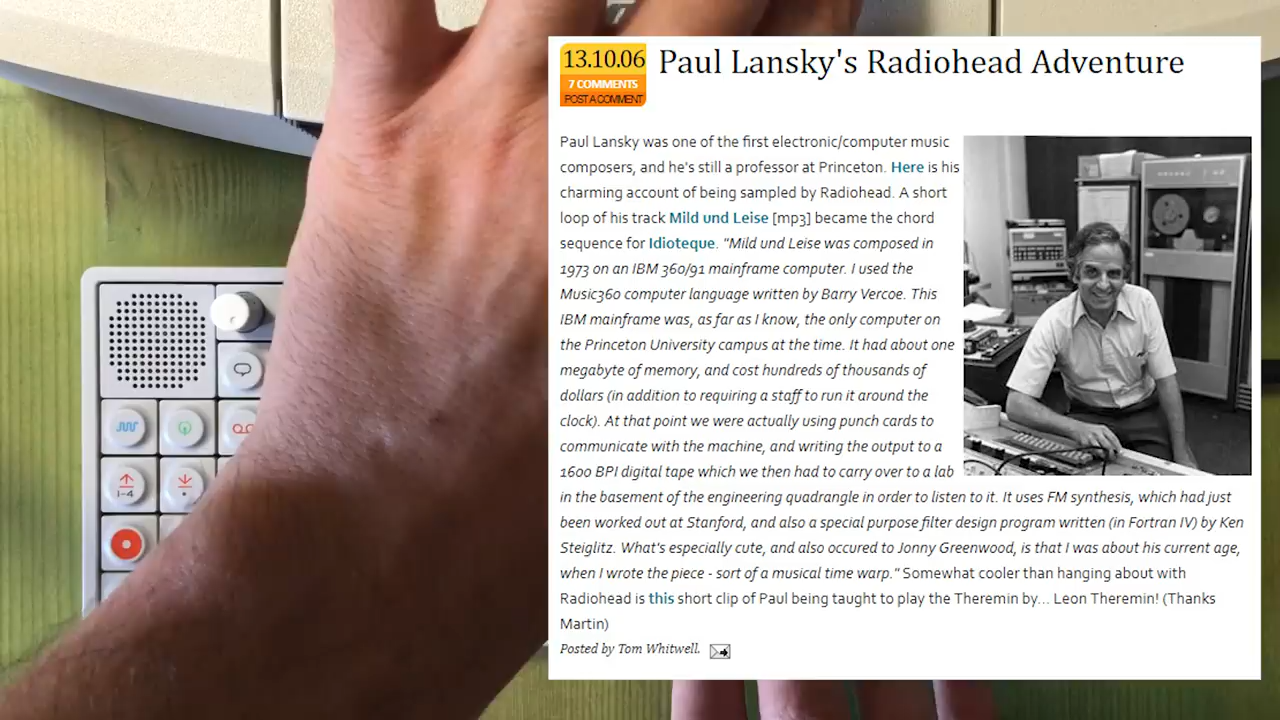 13.10.06
Paul Lansky's Radiohead Adventure
7 COMMENTS
POST A COMMENT
Paul Lansky was one of the first electronic/computer music
composers, and he's still a professor at Princeton. Here is his
charming account of being sampled by Radiohead. A short
loop of his track Mild und Leise [mp3] became the chord
sequence for Idioteque. "Mild und Leise was composed in
1973 on an IBM 360/91 mainframe computer. I used the
Music360 computer language written by Barry Vercoe. This
IBM mainframe was, as far as I know, the only computer on
the Princeton University campus at the time. It had about one
megabyte of memory, and cost hundreds of thousands of
dollars (in addition to requiring a staff to run it around the
clock). At that point we were actually using punch cards to
communicate with the machine, and writing the output to a
1600 BPI digital tape which we then had to carry over to a lab
in the basement of the engineering quadrangle in order to listen to it. It uses FM synthesis, which had just
been worked out at Stanford, and also a special purpose filter design program written (in Fortran IV) by Ken
Steiglitz. What's especially cute, and also occured to Jonny Greenwood, is that I was about his current age,
when I wrote the piece - sort of a musical time warp." Somewhat cooler than hanging about with
Radiohead is this short clip of Paul being taught to play the Theremin by... Leon Theremin! (Thanks
Martin)
Posted by Tom Whitwell.
1-4